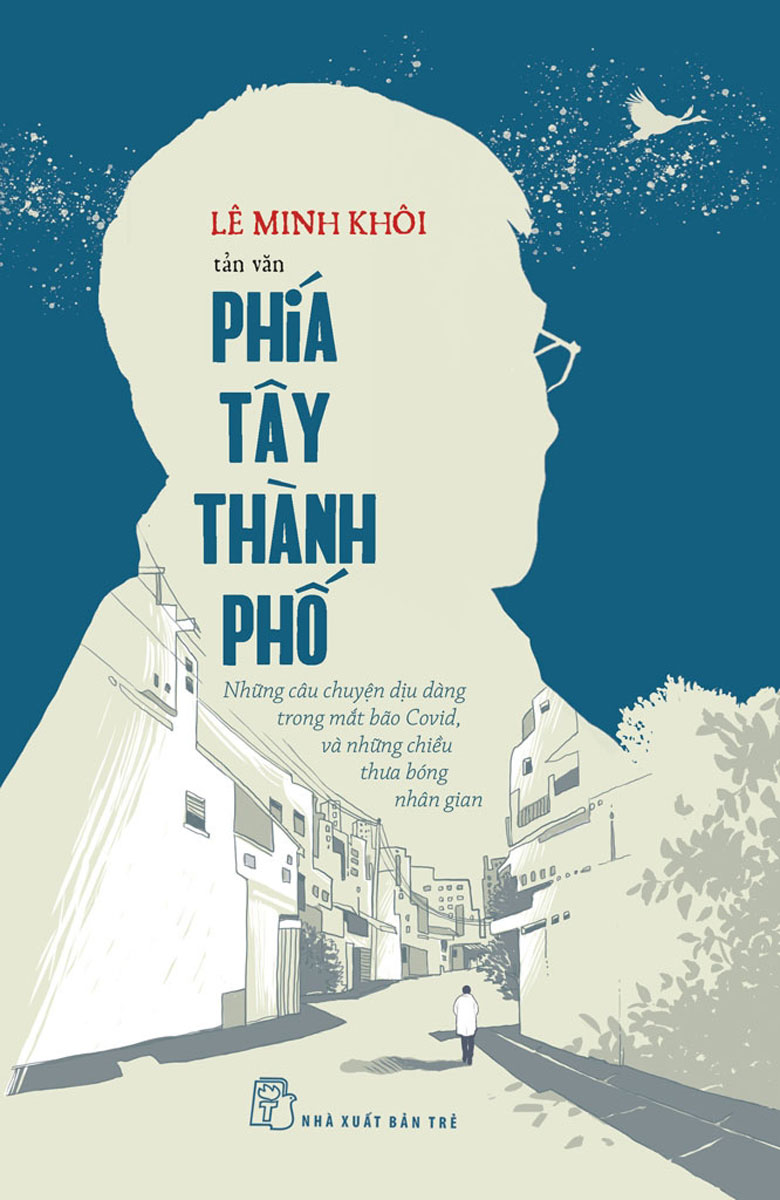 LÊ MINH KHÔI
tản văn
PHÍA
TÂY
THÀNH
PHỐ
Những câu chuyện dịu dàng
trong mắt bão Covid,
và những chiều
thưa bóng
nhân gian
T
NHÀ XUẤT BẢN TRẺ